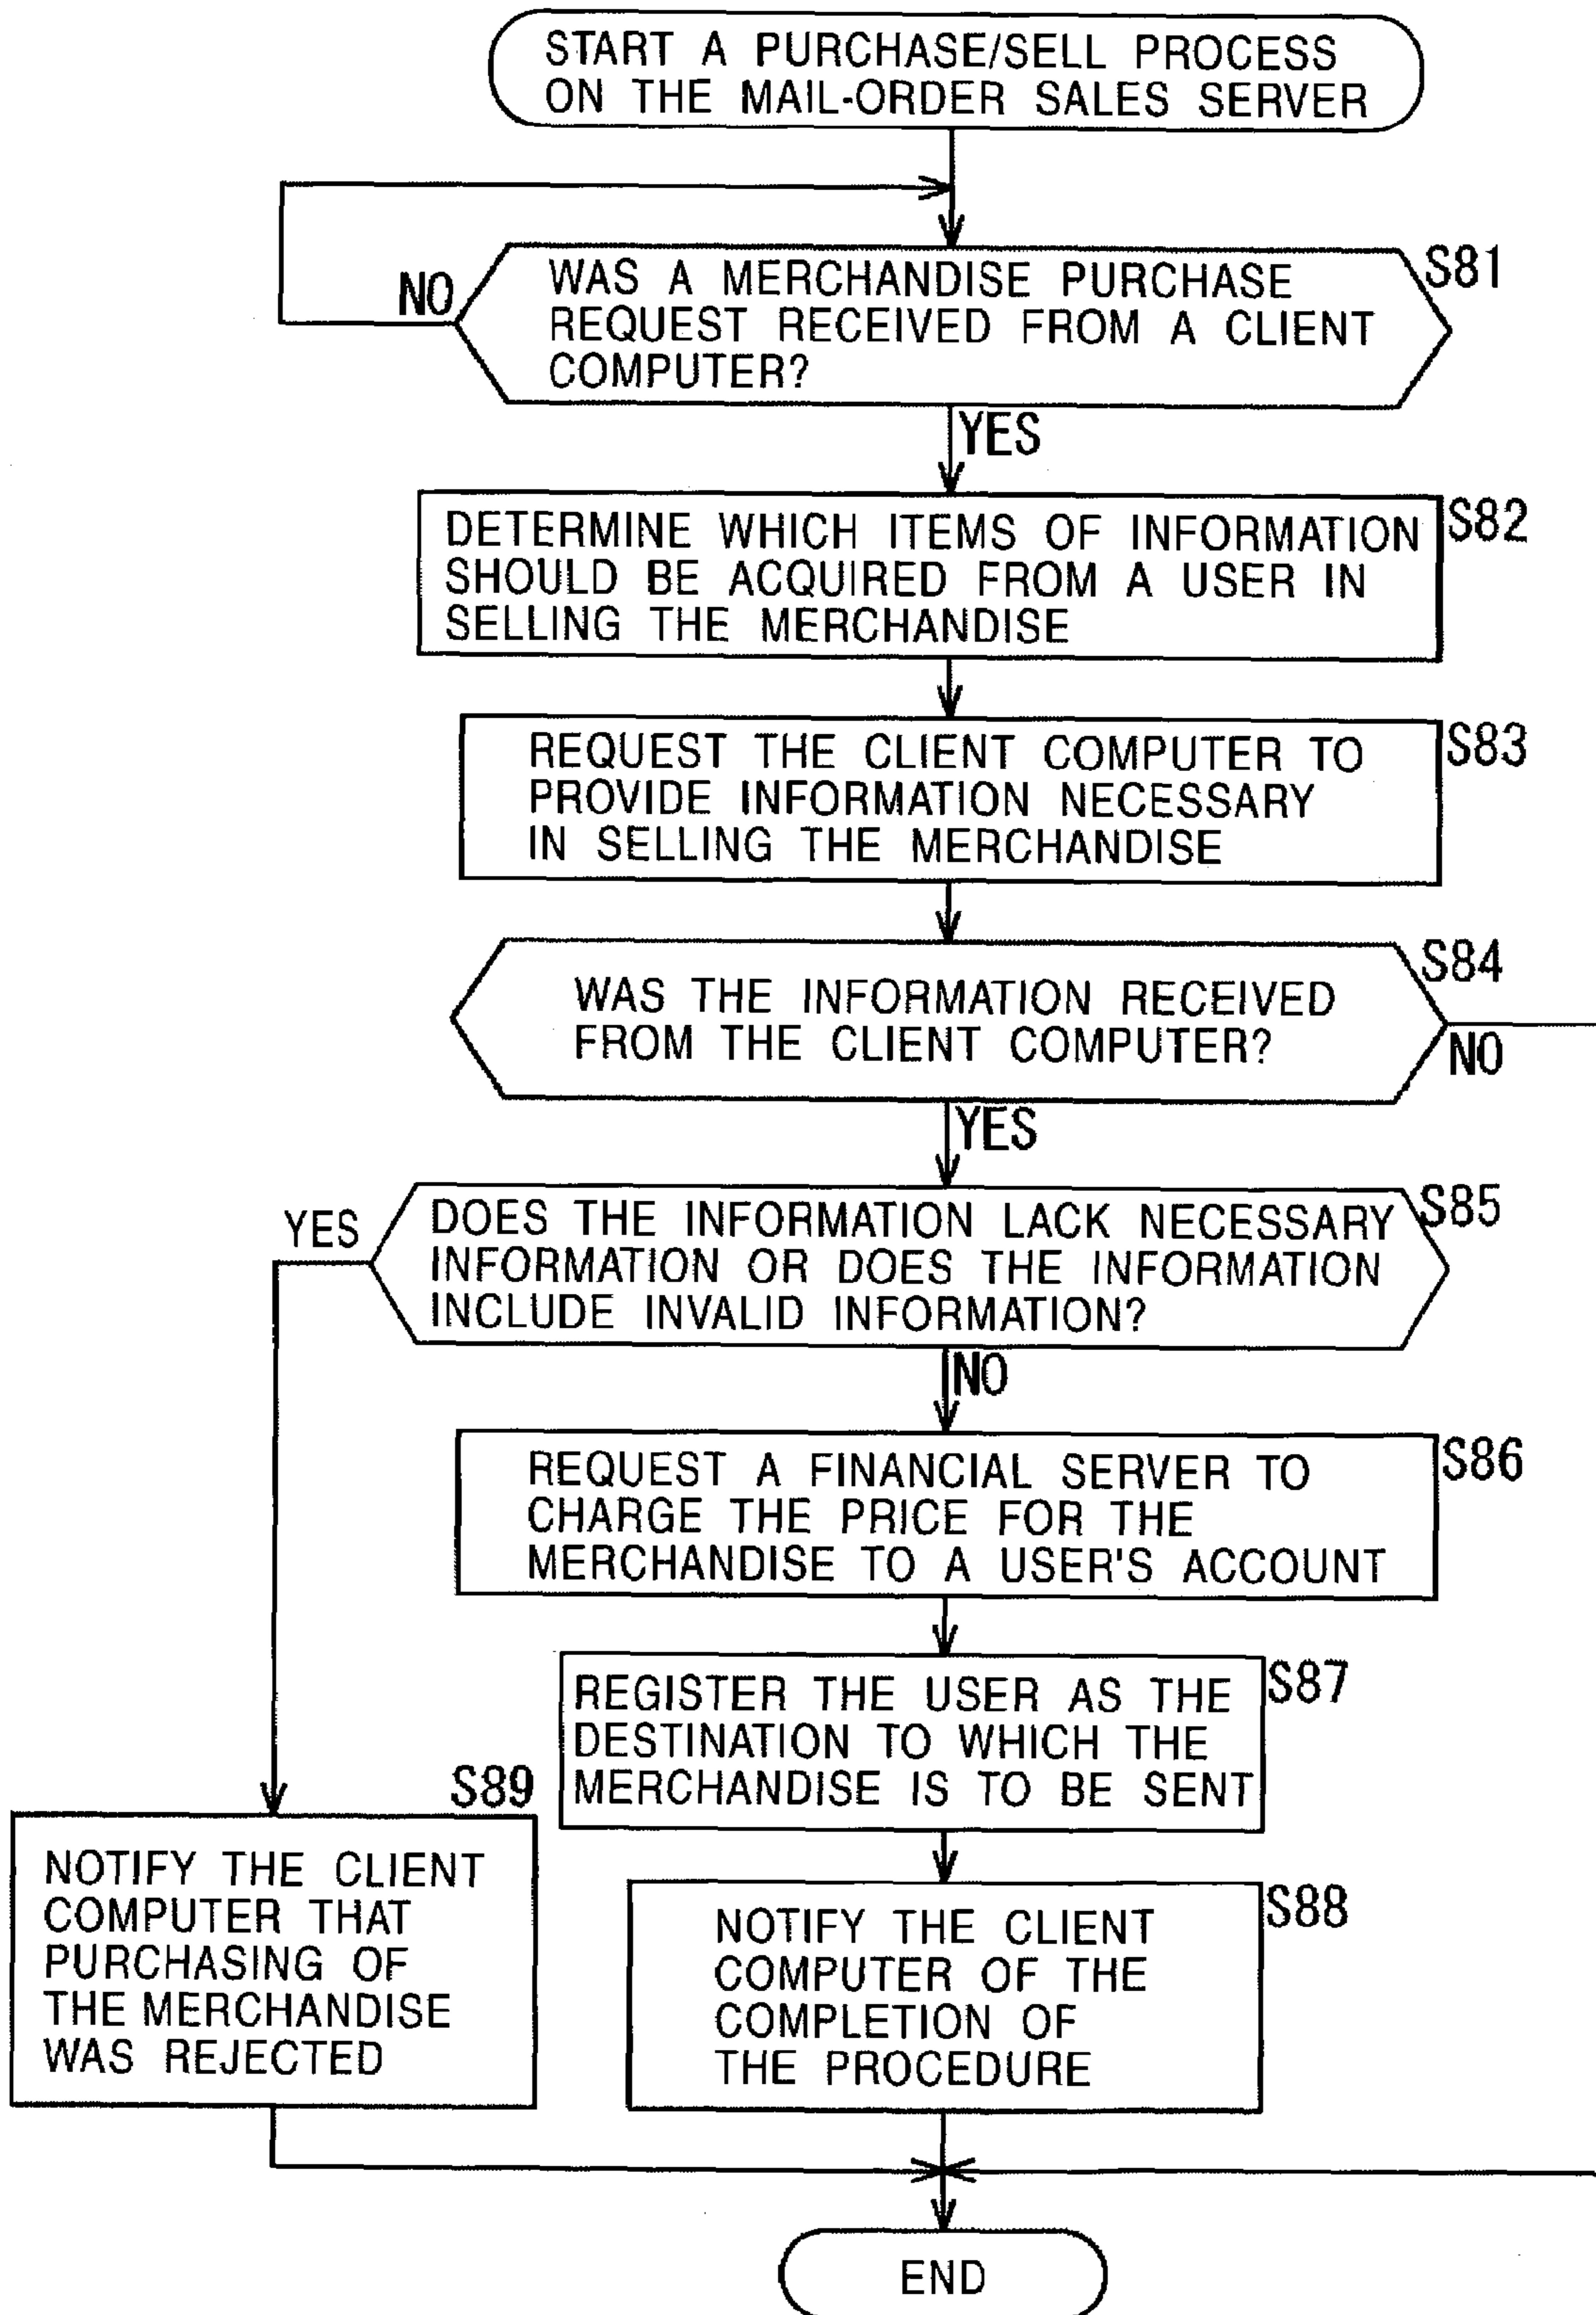 START A PURCHASE/SELL PROCESS
ON THE MAIL-ORDER SALES SERVER
S81
NO
WAS A MERCHANDISE PURCHASE
REQUEST RECEIVED FROM A CLIENT
COMPUTER?
YES
S82
DETERMINE WHICH ITEMS OF INFORMATION
SHOULD BE ACQUIRED FROM A USER IN
SELLING THE MERCHANDISE
S83
REQUEST THE CLIENT COMPUTER TO
PROVIDE INFORMATION NECESSARY
IN SELLING THE MERCHANDISE
S84
WAS THE INFORMATION RECEIVED
FROM THE CLIENT COMPUTER?
NO
YES
S85
YES
DOES THE INFORMATION LACK NECESSARY
INFORMATION OR DOES THE INFORMATION
INCLUDE INVALID INFORMATION?
NO
S86
REQUEST A FINANCIAL SERVER TO
CHARGE THE PRICE FOR THE
MERCHANDISE TO A USER'S ACCOUNT
S87
REGISTER THE USER AS THE
DESTINATION TO WHICH THE
MERCHANDISE IS TO BE SENT
S89
NOTIFY THE CLIENT
COMPUTER THAT
PURCHASING OF
THE MERCHANDISE
WAS REJECTED
S88
NOTIFY THE CLIENT
COMPUTER OF THE
COMPLETION OF
THE PROCEDURE
END